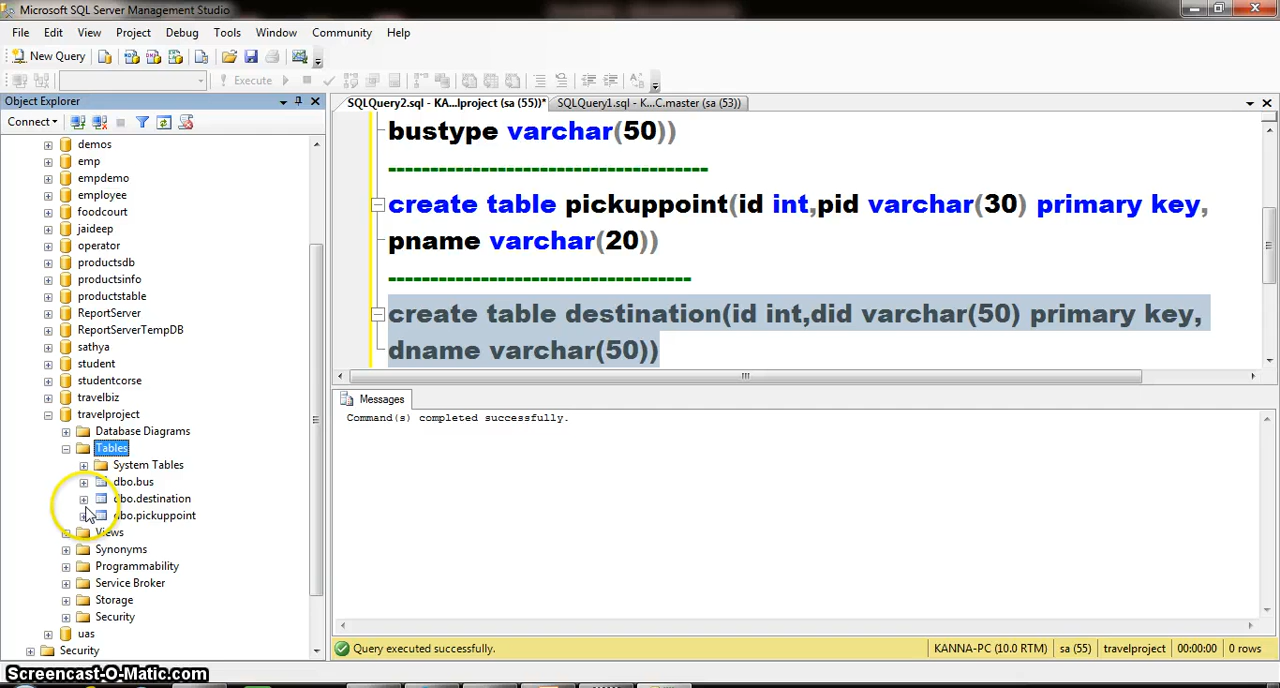 Microsoft SQL Server Management Studio
File Edit View Project Debug Tools Window Community Help
New Query
Execute
Object Explorer
SQLQuery2.sql - KA...lproject (sa (55))* SQLQuery1.sql - K...C.master (sa (53))
Connect
demos
emp
empdemo
employee
foodcourt
jaideep
operator
productsdb
productsinfo
productstable
ReportServer
ReportServerTempDB
sathya
student
studentcorse
travelbiz
travelproject
Database Diagrams
Tables
System Tables
dbo.bus
dbo.destination
dbo.pickuppoint
Views
Synonyms
Programmability
Service Broker
Storage
Security
uas
Security
bustype varchar(50))
-------------------------------------
create table pickuppoint(id int,pid varchar(30) primary key,
pname varchar(20))
------------------------------------
create table destination(id int,did varchar(50) primary key,
dname varchar(50))
Messages
Command(s) completed successfully.
Query executed successfully. KANNA-PC (10.0 RTM) sa (55) travelproject 00:00:00 0 rows
Screencast-O-Matic.com